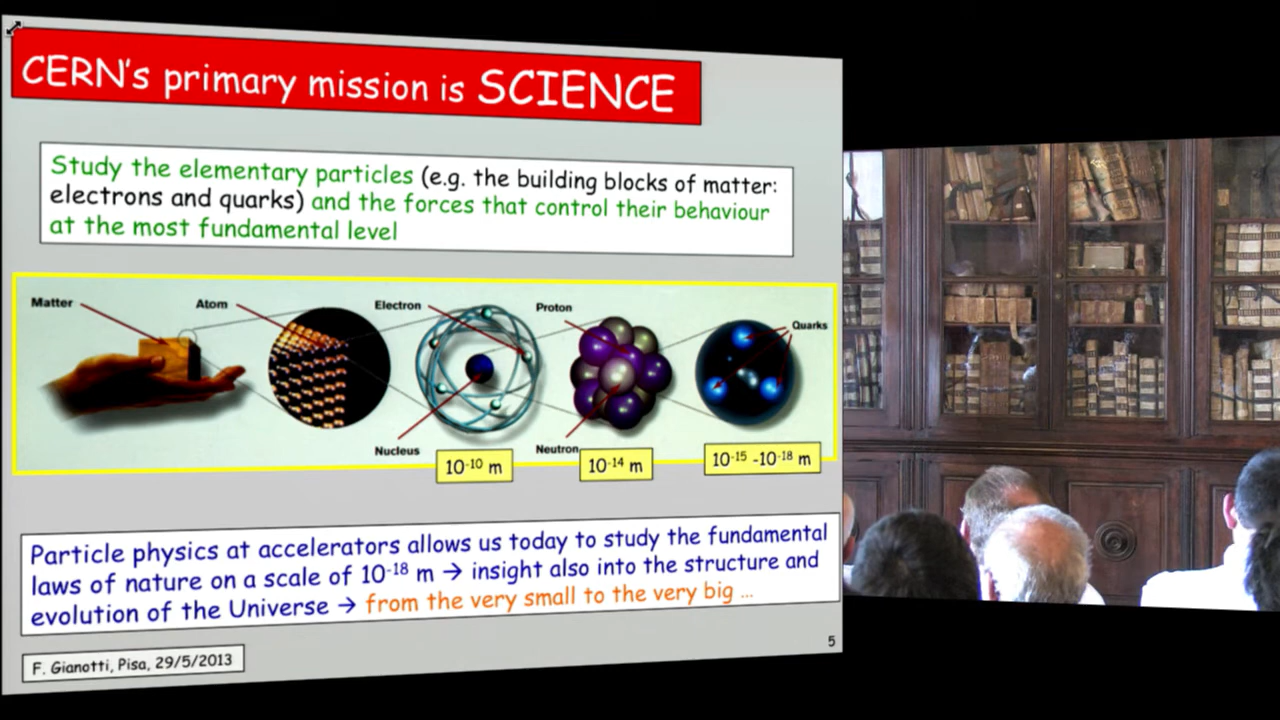 CERN's primary mission is SCIENCE
Study the elementary particles (e.g. the building blocks of matter:
electrons and quarks) and the forces that control their behaviour
at the most fundamental level
Matter
Atom
Electron
Proton
Quarks
Nucleus
Neutron
10⁻¹⁰ m
10⁻¹⁴ m
10⁻¹⁵ -10⁻¹⁸ m
Particle physics at accelerators allows us today to study the fundamental
laws of nature on a scale of 10⁻¹⁸ m → insight also into the structure and
evolution of the Universe → from the very small to the very big ...
5
F. Gianotti, Pisa, 29/5/2013